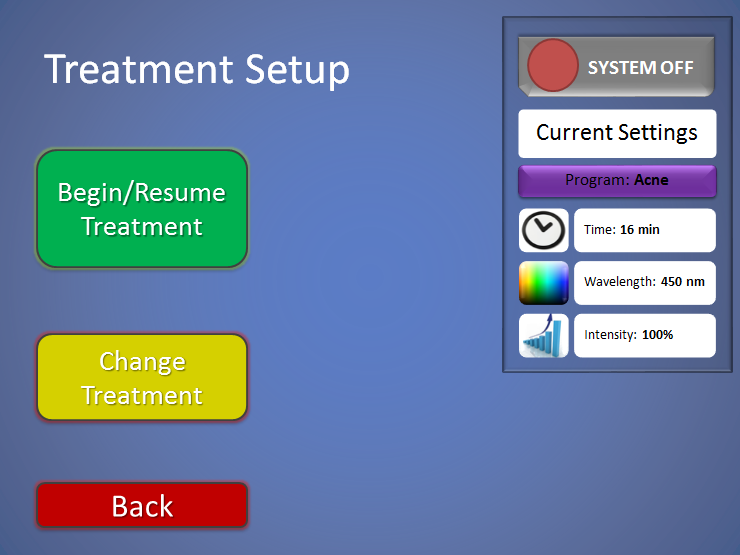 Treatment Setup
Begin/Resume
Treatment
Change
Treatment
Back
SYSTEM OFF
Current Settings
Program: Acne
Time: 16 min
Wavelength: 450 nm
Intensity: 100%